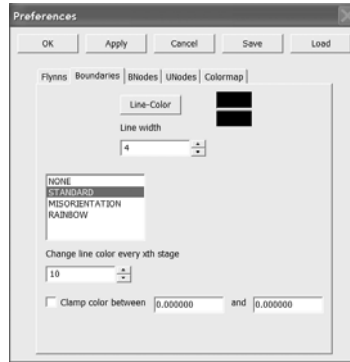 Preferences
OK Apply Cancel Save Load
Flynns Boundaries BNodes UNodes Colormap
Line-Color
Line width
4
NONE
STANDARD
MISORIENTATION
RAINBOW
Change line color every xth stage
10
Clamp color between 0.000000 and 0.000000